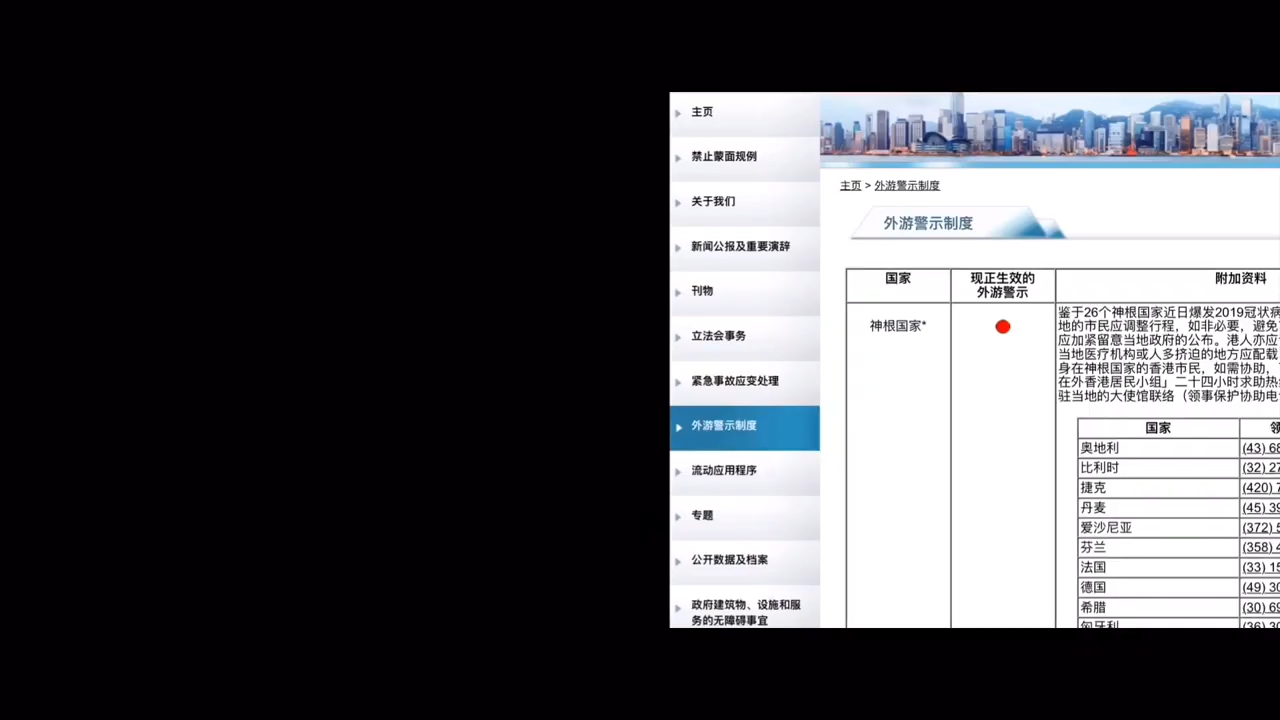 主页
禁止蒙面规例
关于我们
新闻公报及重要演辞
刊物
立法会事务
紧急事故应变处理
外游警示制度
流动应用程序
专题
公开数据及档案
政府建筑物、设施和服
务的无障碍事宜
主页 > 外游警示制度
外游警示制度
国家
现正生效的
外游警示
附加资料
神根国家*
鉴于26个神根国家近日爆发2019冠状病
地的市民应调整行程，如非必要，避免
应加紧留意当地政府的公布。港人亦应
当地医疗机构或人多挤迫的地方应配载
身在神根国家的香港市民，如需协助，
在外香港居民小组」二十四小时求助热
驻当地的大使馆联络（领事保护协助电
国家
奥地利 (43) 68
比利时 (32) 27
捷克 (420) 7
丹麦 (45) 39
爱沙尼亚 (372) 5
芬兰 (358) 4
法国 (33) 15
德国 (49) 30
希腊 (30) 69
匈牙利 (36) 30